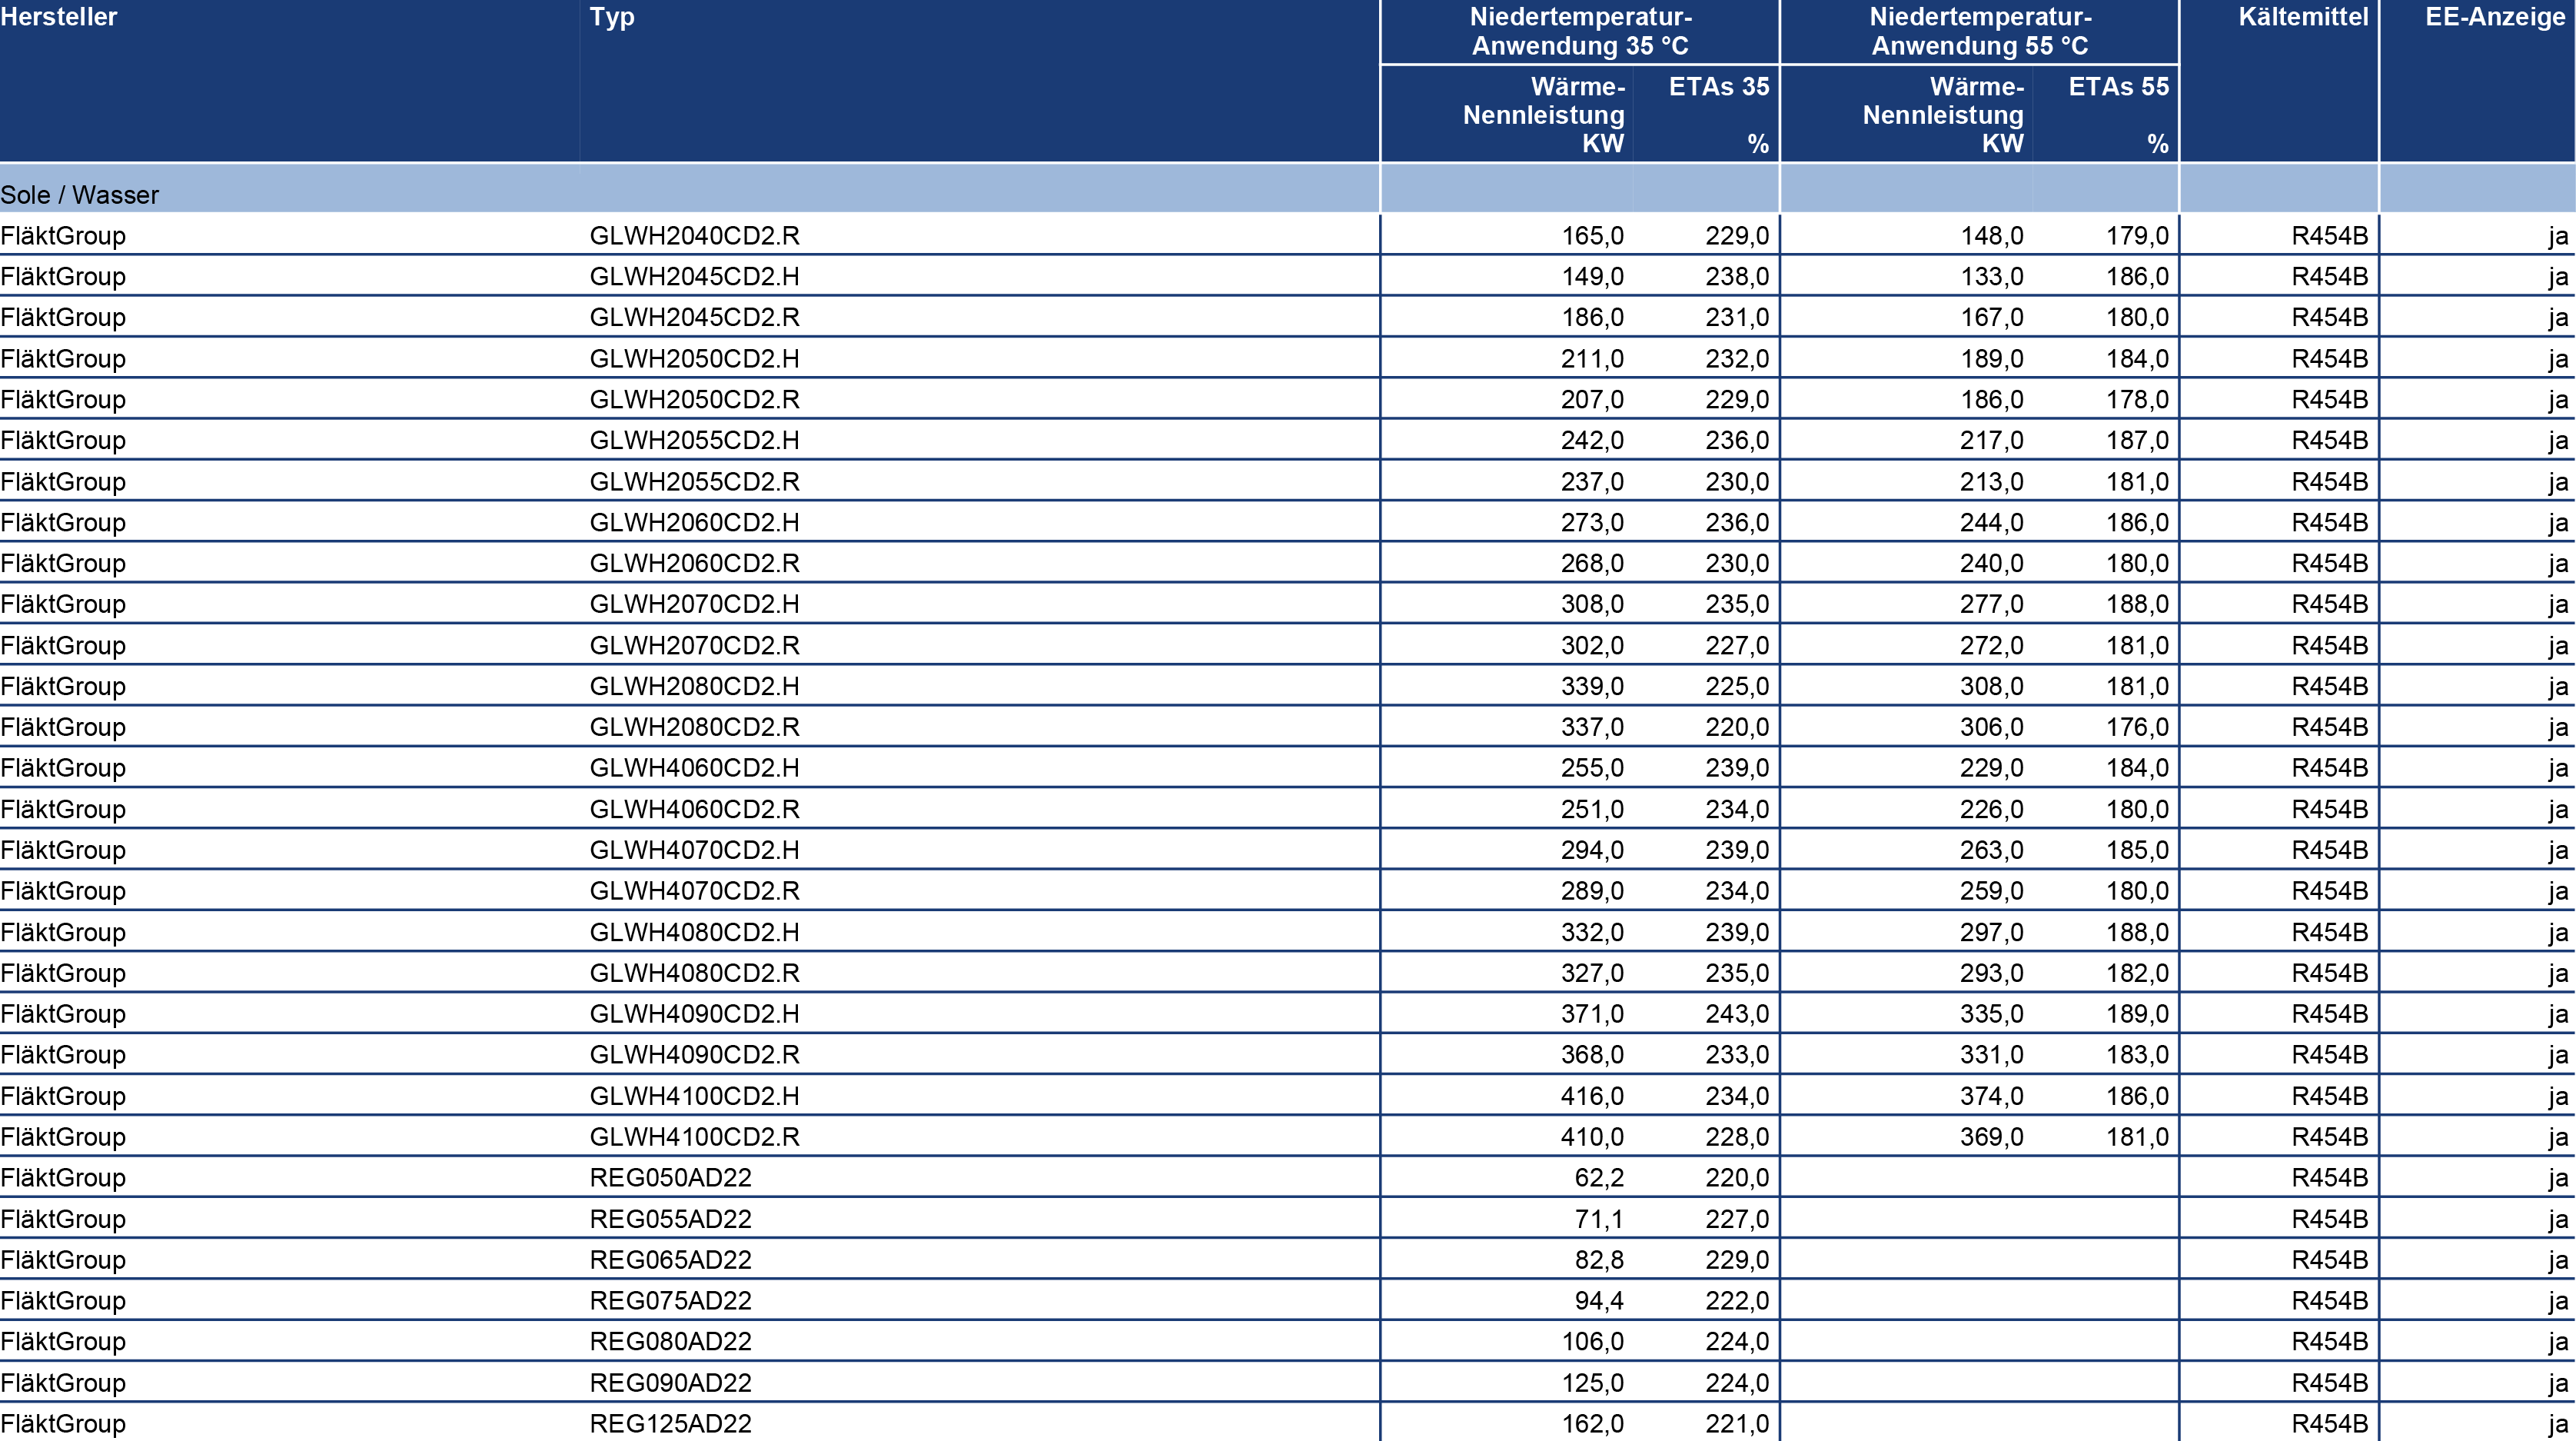 Hersteller Typ Niedertemperatur- Anwendung 35 °C Niedertemperatur- Anwendung 55 °C Kältemittel EE-Anzeige
Wärme- Nennleistung KW ETAs 35 % Wärme- Nennleistung KW ETAs 55 %
Sole / Wasser
FläktGroup GLWH2040CD2.R 165,0 229,0 148,0 179,0 R454B ja
FläktGroup GLWH2045CD2.H 149,0 238,0 133,0 186,0 R454B ja
FläktGroup GLWH2045CD2.R 186,0 231,0 167,0 180,0 R454B ja
FläktGroup GLWH2050CD2.H 211,0 232,0 189,0 184,0 R454B ja
FläktGroup GLWH2050CD2.R 207,0 229,0 186,0 178,0 R454B ja
FläktGroup GLWH2055CD2.H 242,0 236,0 217,0 187,0 R454B ja
FläktGroup GLWH2055CD2.R 237,0 230,0 213,0 181,0 R454B ja
FläktGroup GLWH2060CD2.H 273,0 236,0 244,0 186,0 R454B ja
FläktGroup GLWH2060CD2.R 268,0 230,0 240,0 180,0 R454B ja
FläktGroup GLWH2070CD2.H 308,0 235,0 277,0 188,0 R454B ja
FläktGroup GLWH2070CD2.R 302,0 227,0 272,0 181,0 R454B ja
FläktGroup GLWH2080CD2.H 339,0 225,0 308,0 181,0 R454B ja
FläktGroup GLWH2080CD2.R 337,0 220,0 306,0 176,0 R454B ja
FläktGroup GLWH4060CD2.H 255,0 239,0 229,0 184,0 R454B ja
FläktGroup GLWH4060CD2.R 251,0 234,0 226,0 180,0 R454B ja
FläktGroup GLWH4070CD2.H 294,0 239,0 263,0 185,0 R454B ja
FläktGroup GLWH4070CD2.R 289,0 234,0 259,0 180,0 R454B ja
FläktGroup GLWH4080CD2.H 332,0 239,0 297,0 188,0 R454B ja
FläktGroup GLWH4080CD2.R 327,0 235,0 293,0 182,0 R454B ja
FläktGroup GLWH4090CD2.H 371,0 243,0 335,0 189,0 R454B ja
FläktGroup GLWH4090CD2.R 368,0 233,0 331,0 183,0 R454B ja
FläktGroup GLWH4100CD2.H 416,0 234,0 374,0 186,0 R454B ja
FläktGroup GLWH4100CD2.R 410,0 228,0 369,0 181,0 R454B ja
FläktGroup REG050AD22 62,2 220,0 R454B ja
FläktGroup REG055AD22 71,1 227,0 R454B ja
FläktGroup REG065AD22 82,8 229,0 R454B ja
FläktGroup REG075AD22 94,4 222,0 R454B ja
FläktGroup REG080AD22 106,0 224,0 R454B ja
FläktGroup REG090AD22 125,0 224,0 R454B ja
FläktGroup REG125AD22 162,0 221,0 R454B ja